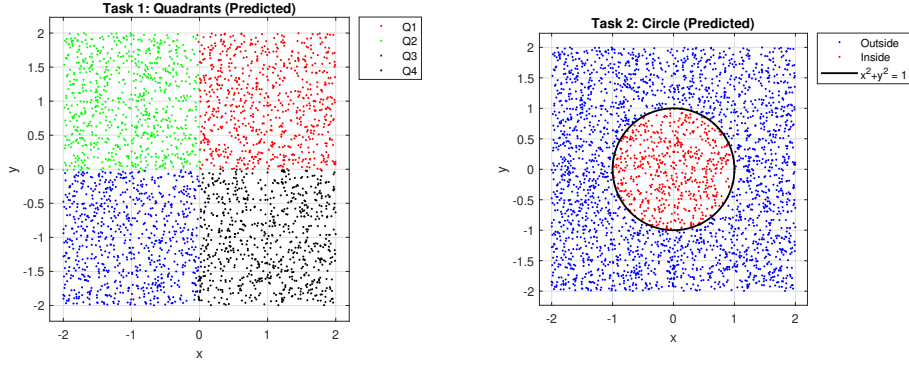 Task 1: Quadrants (Predicted)
2
1.5
1
0.5
0
-0.5
-1
-1.5
-2
y
-2 -1 0 1 2
x
Q1
Q2
Q3
Q4
Task 2: Circle (Predicted)
2
1.5
1
0.5
0
-0.5
-1
-1.5
-2
y
-2 -1 0 1 2
x
Outside
Inside
x²+y² = 1